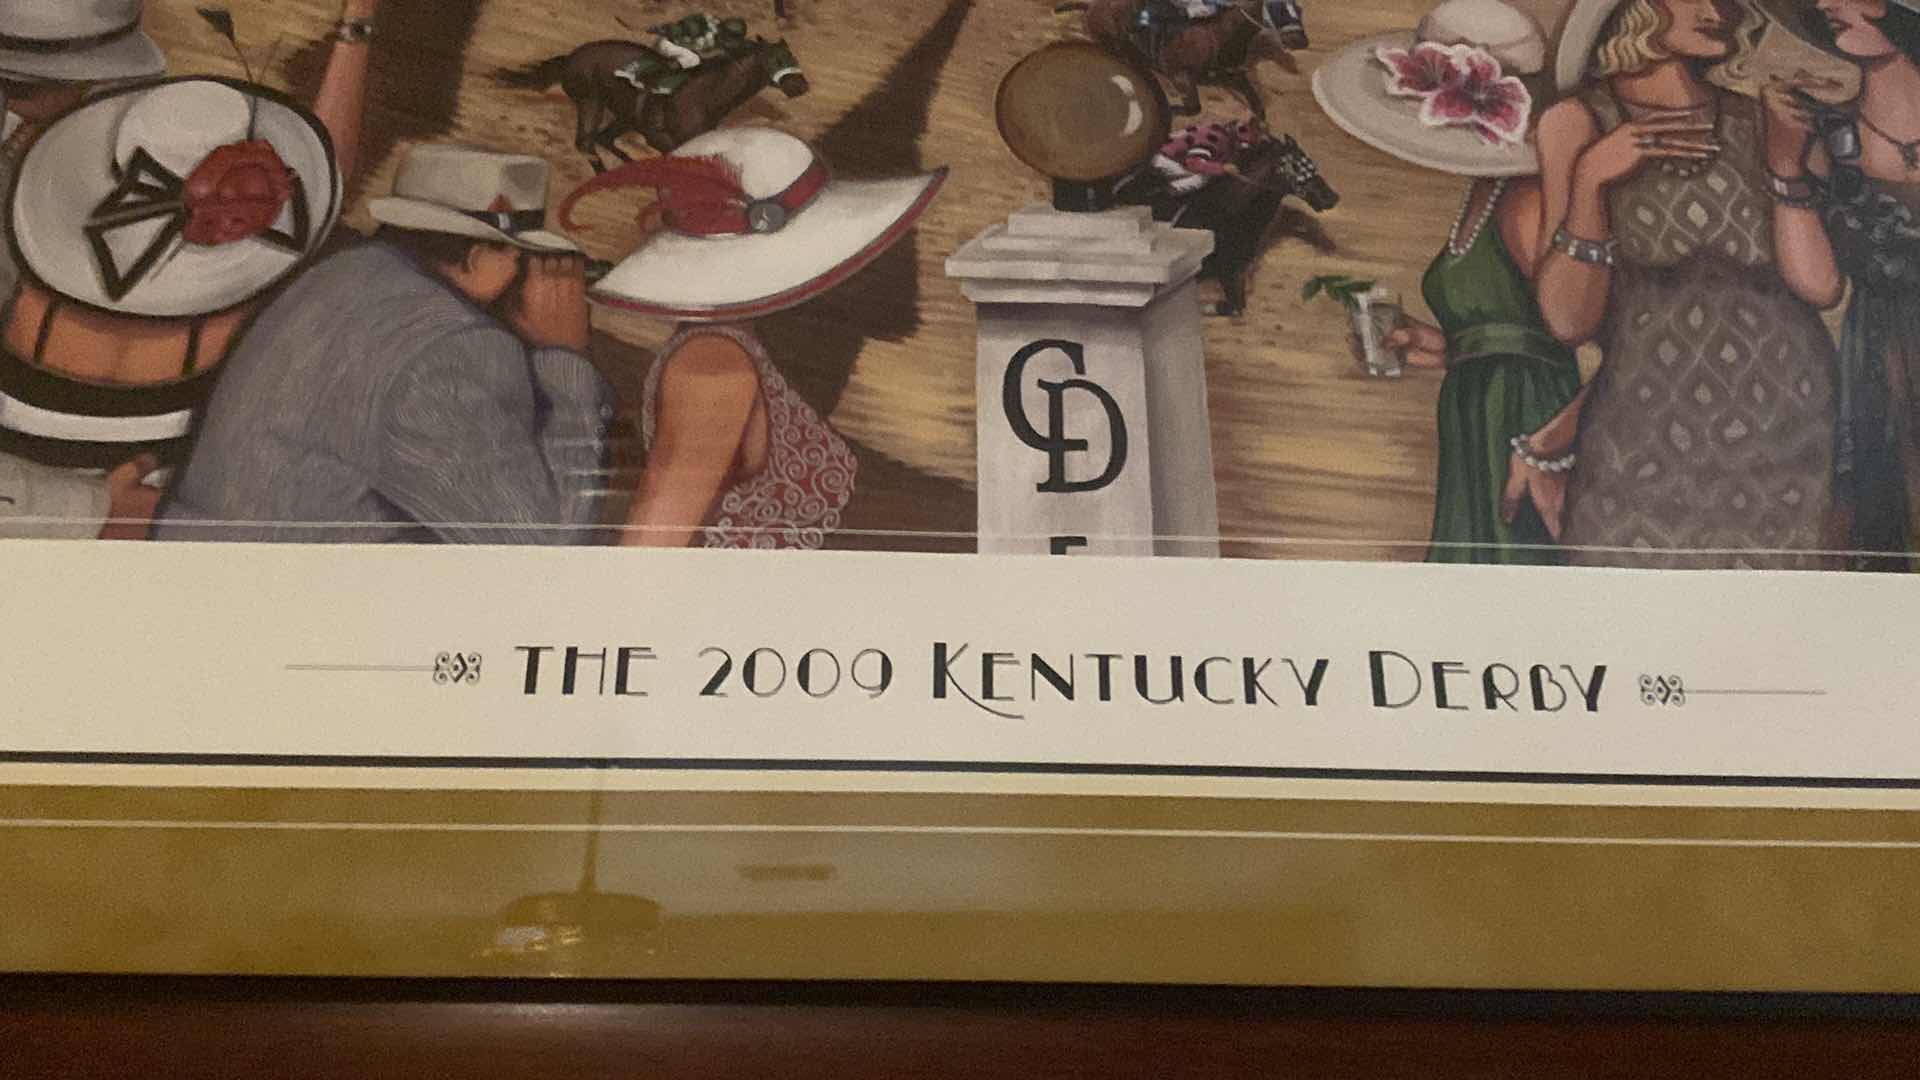 CD
THE 2009 KENTUCKY DERBY